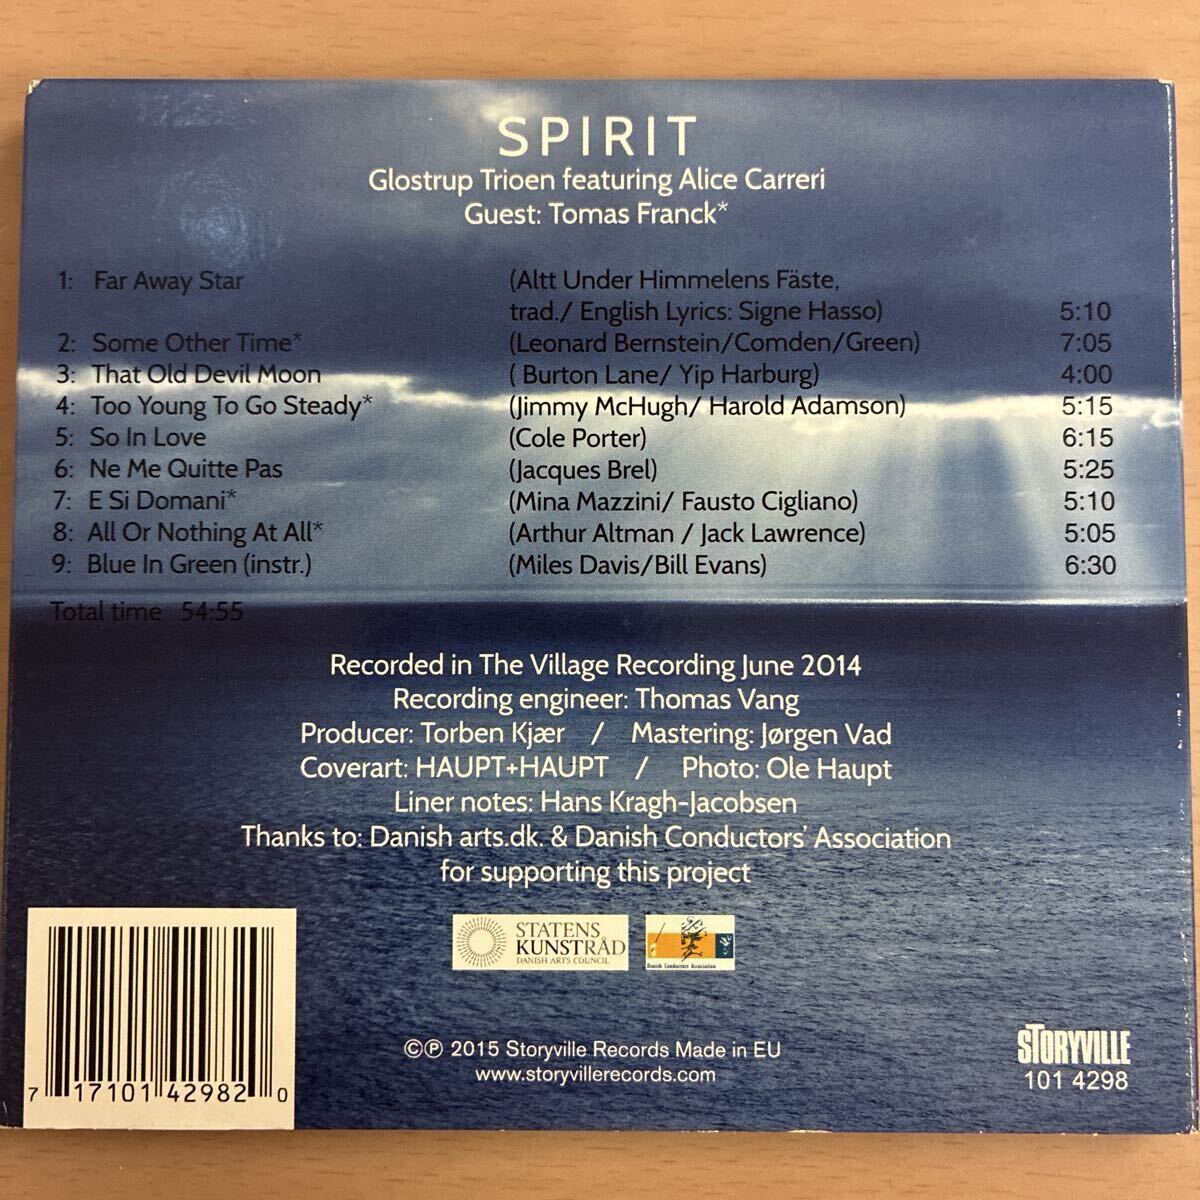 SPIRIT
Glostrup Trioen featuring Alice Carreri
Guest: Tomas Franck*
1: Far Away Star (Altt Under Himmelens Fäste,
trad./ English Lyrics: Signe Hasso) 5:10
2: Some Other Time* (Leonard Bernstein/Comden/Green) 7:05
3: That Old Devil Moon ( Burton Lane/ Yip Harburg) 4:00
4: Too Young To Go Steady* (Jimmy McHugh/ Harold Adamson) 5:15
5: So In Love (Cole Porter) 6:15
6: Ne Me Quitte Pas (Jacques Brel) 5:25
7: E Si Domani* (Mina Mazzini/ Fausto Cigliano) 5:10
8: All Or Nothing At All* (Arthur Altman / Jack Lawrence) 5:05
9: Blue In Green (instr.) (Miles Davis/Bill Evans) 6:30
Total time 54:55
Recorded in The Village Recording June 2014
Recording engineer: Thomas Vang
Producer: Torben Kjær / Mastering: Jørgen Vad
Coverart: HAUPT+HAUPT / Photo: Ole Haupt
Liner notes: Hans Kragh-Jacobsen
Thanks to: Danish arts.dk. & Danish Conductors' Association
for supporting this project
STATENS
KUNSTRÅD
DANISH ARTS COUNCIL
Danish Conductors Association
©℗ 2015 Storyville Records Made in EU
www.storyvillerecords.com
STORYVILLE
101 4298
7 17101 42982 0